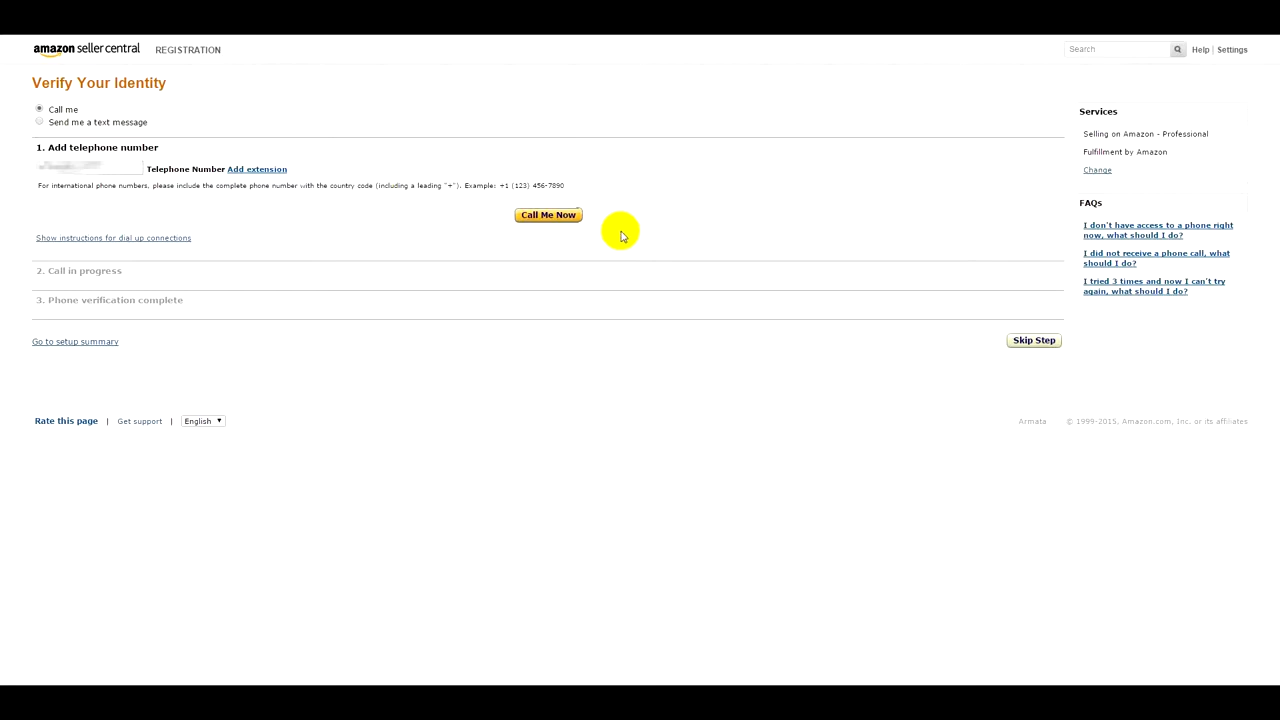 amazon seller central REGISTRATION Search Help | Settings
Verify Your Identity
Call me
Send me a text message
1. Add telephone number
Telephone Number Add extension
For international phone numbers, please include the complete phone number with the country code (including a leading "+"). Example: +1 (123) 456-7890
Call Me Now
Show instructions for dial up connections
2. Call in progress
3. Phone verification complete
Go to setup summary
Skip Step
Services
Selling on Amazon - Professional
Fulfillment by Amazon
Change
FAQs
I don't have access to a phone right
now, what should I do?
I did not receive a phone call, what
should I do?
I tried 3 times and now I can't try
again, what should I do?
Rate this page | Get support | English Armata © 1999-2015, Amazon.com, Inc. or its affiliates